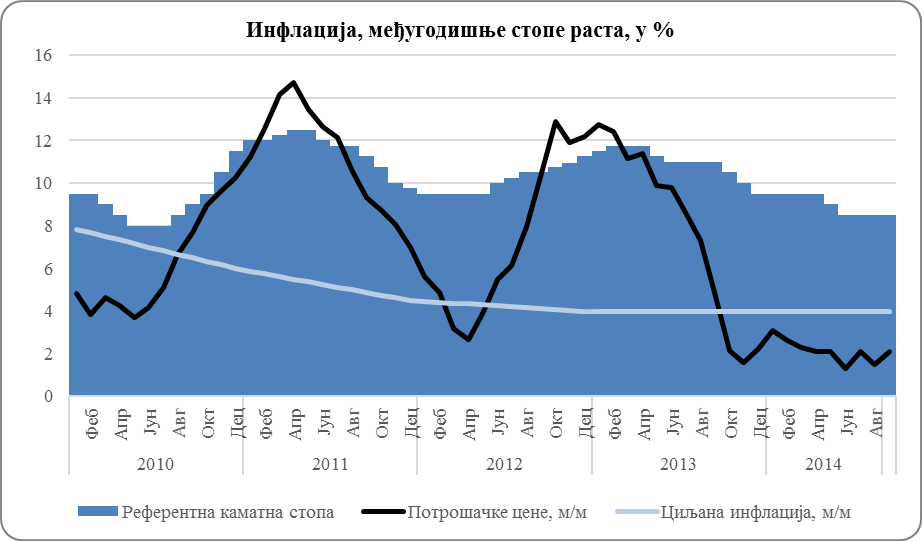 Инфлација, међугодишње стопе раста, у %
16
14
12
10
8
6
4
2
0
Феб Апр Јун Авг Окт Дец Феб Апр Јун Авг Окт Дец Феб Апр Јун Авг Окт Дец Феб Апр Јун Авг Окт Дец Феб Апр Јун Авг
2010 2011 2012 2013 2014
Референтна каматна стопа Потрошачке цене, м/м Циљана инфлација, м/м